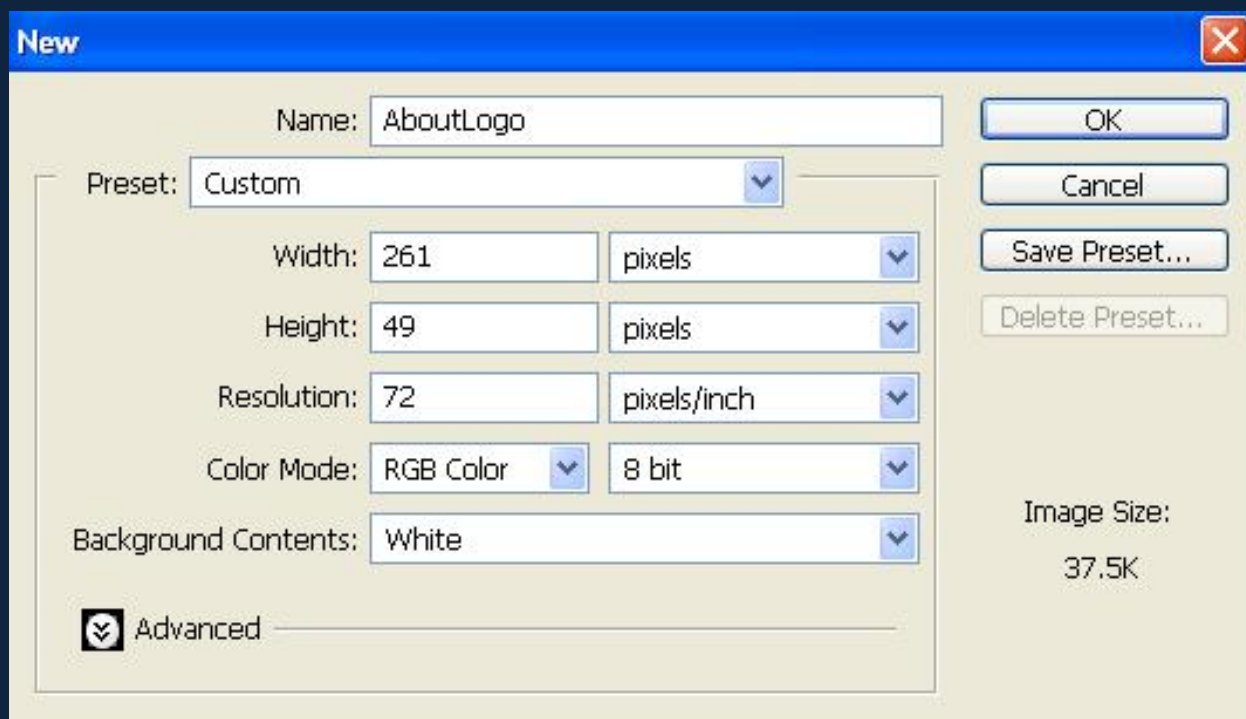 New
Name: AboutLogo
OK
Preset: Custom
Cancel
Width: 261 pixels
Save Preset...
Height: 49 pixels
Delete Preset...
Resolution: 72 pixels/inch
Color Mode: RGB Color 8 bit
Image Size:
Background Contents: White
37.5K
Advanced